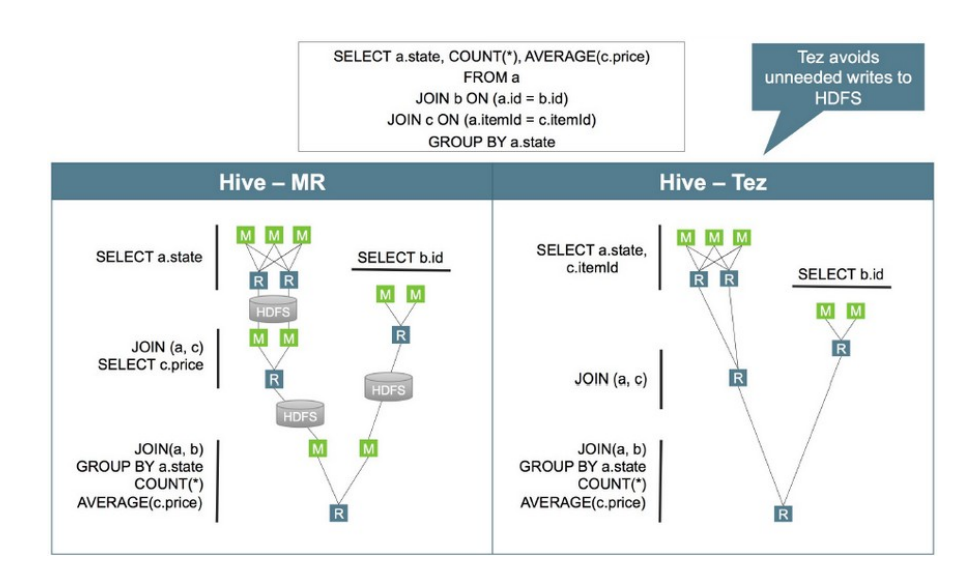 SELECT a.state, COUNT(*), AVERAGE(c.price)
FROM a
JOIN b ON (a.id = b.id)
JOIN c ON (a.itemId = c.itemId)
GROUP BY a.state
Tez avoids
unneeded writes to
HDFS
Hive – MR
SELECT a.state
M M M
R R
HDFS
SELECT b.id
M M
R
JOIN (a, c)
SELECT c.price
M M
R
HDFS
HDFS
JOIN(a, b)
GROUP BY a.state
COUNT(*)
AVERAGE(c.price)
M M
R
Hive – Tez
SELECT a.state,
c.itemId
M M M
R R
SELECT b.id
M M
R
JOIN (a, c)
R
JOIN(a, b)
GROUP BY a.state
COUNT(*)
AVERAGE(c.price)
R